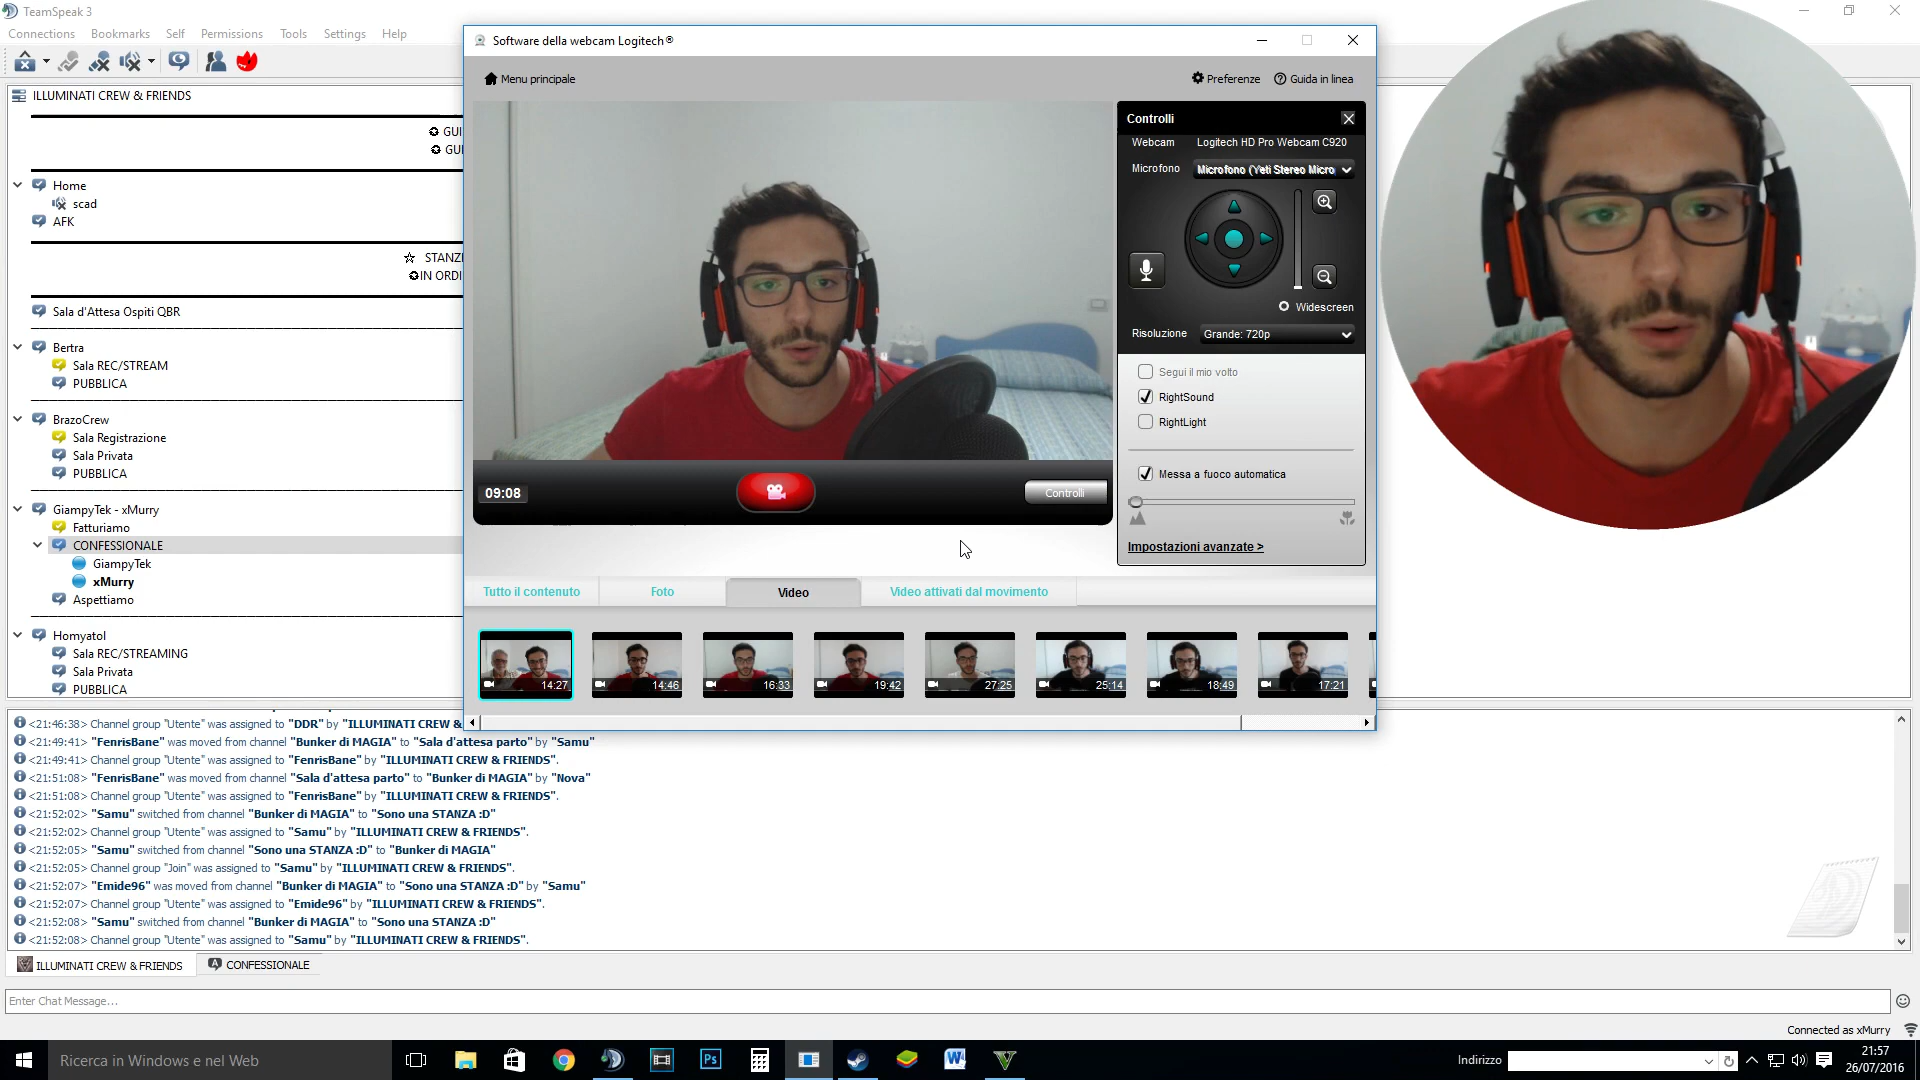 TeamSpeak 3
Connections Bookmarks Self Permissions Tools Settings Help
ILLUMINATI CREW & FRIENDS
✪ GUI
✪ GUI
Home
scad
AFK
☆ STANZE
✪IN ORDI
Sala d'Attesa Ospiti QBR
Bertra
Sala REC/STREAM
PUBBLICA
BrazoCrew
Sala Registrazione
Sala Privata
PUBBLICA
GiampyTek - xMurry
Fatturiamo
CONFESSIONALE
GiampyTek
xMurry
Aspettiamo
Homyatol
Sala REC/STREAMING
Sala Privata
PUBBLICA
Software della webcam Logitech®
Menu principale
Preferenze Guida in linea
Controlli
Webcam Logitech HD Pro Webcam C920
Microfono Microfono (Yeti Stereo Micro
Widescreen
Risoluzione Grande: 720p
Segui il mio volto
RightSound
RightLight
Messa a fuoco automatica
Impostazioni avanzate >
09:08
Controlli
Tutto il contenuto Foto Video Video attivati dal movimento
14:27 14:46 16:33 19:42 27:25 25:14 18:49 17:21
<21:46:38> Channel group "Utente" was assigned to "DDR" by "ILLUMINATI CREW &
<21:49:41> "FenrisBane" was moved from channel "Bunker di MAGIA" to "Sala d'attesa parto" by "Samu"
<21:49:41> Channel group "Utente" was assigned to "FenrisBane" by "ILLUMINATI CREW & FRIENDS".
<21:51:08> "FenrisBane" was moved from channel "Sala d'attesa parto" to "Bunker di MAGIA" by "Nova"
<21:51:08> Channel group "Utente" was assigned to "FenrisBane" by "ILLUMINATI CREW & FRIENDS".
<21:52:02> "Samu" switched from channel "Bunker di MAGIA" to "Sono una STANZA :D"
<21:52:02> Channel group "Utente" was assigned to "Samu" by "ILLUMINATI CREW & FRIENDS".
<21:52:05> "Samu" switched from channel "Sono una STANZA :D" to "Bunker di MAGIA"
<21:52:05> Channel group "Join" was assigned to "Samu" by "ILLUMINATI CREW & FRIENDS".
<21:52:07> "Emide96" was moved from channel "Bunker di MAGIA" to "Sono una STANZA :D" by "Samu"
<21:52:07> Channel group "Utente" was assigned to "Emide96" by "ILLUMINATI CREW & FRIENDS".
<21:52:08> "Samu" switched from channel "Bunker di MAGIA" to "Sono una STANZA :D"
<21:52:08> Channel group "Utente" was assigned to "Samu" by "ILLUMINATI CREW & FRIENDS".
ILLUMINATI CREW & FRIENDS CONFESSIONALE
Enter Chat Message...
Connected as xMurry
Ricerca in Windows e nel Web
Ps
W
Indirizzo
21:57
26/07/2016